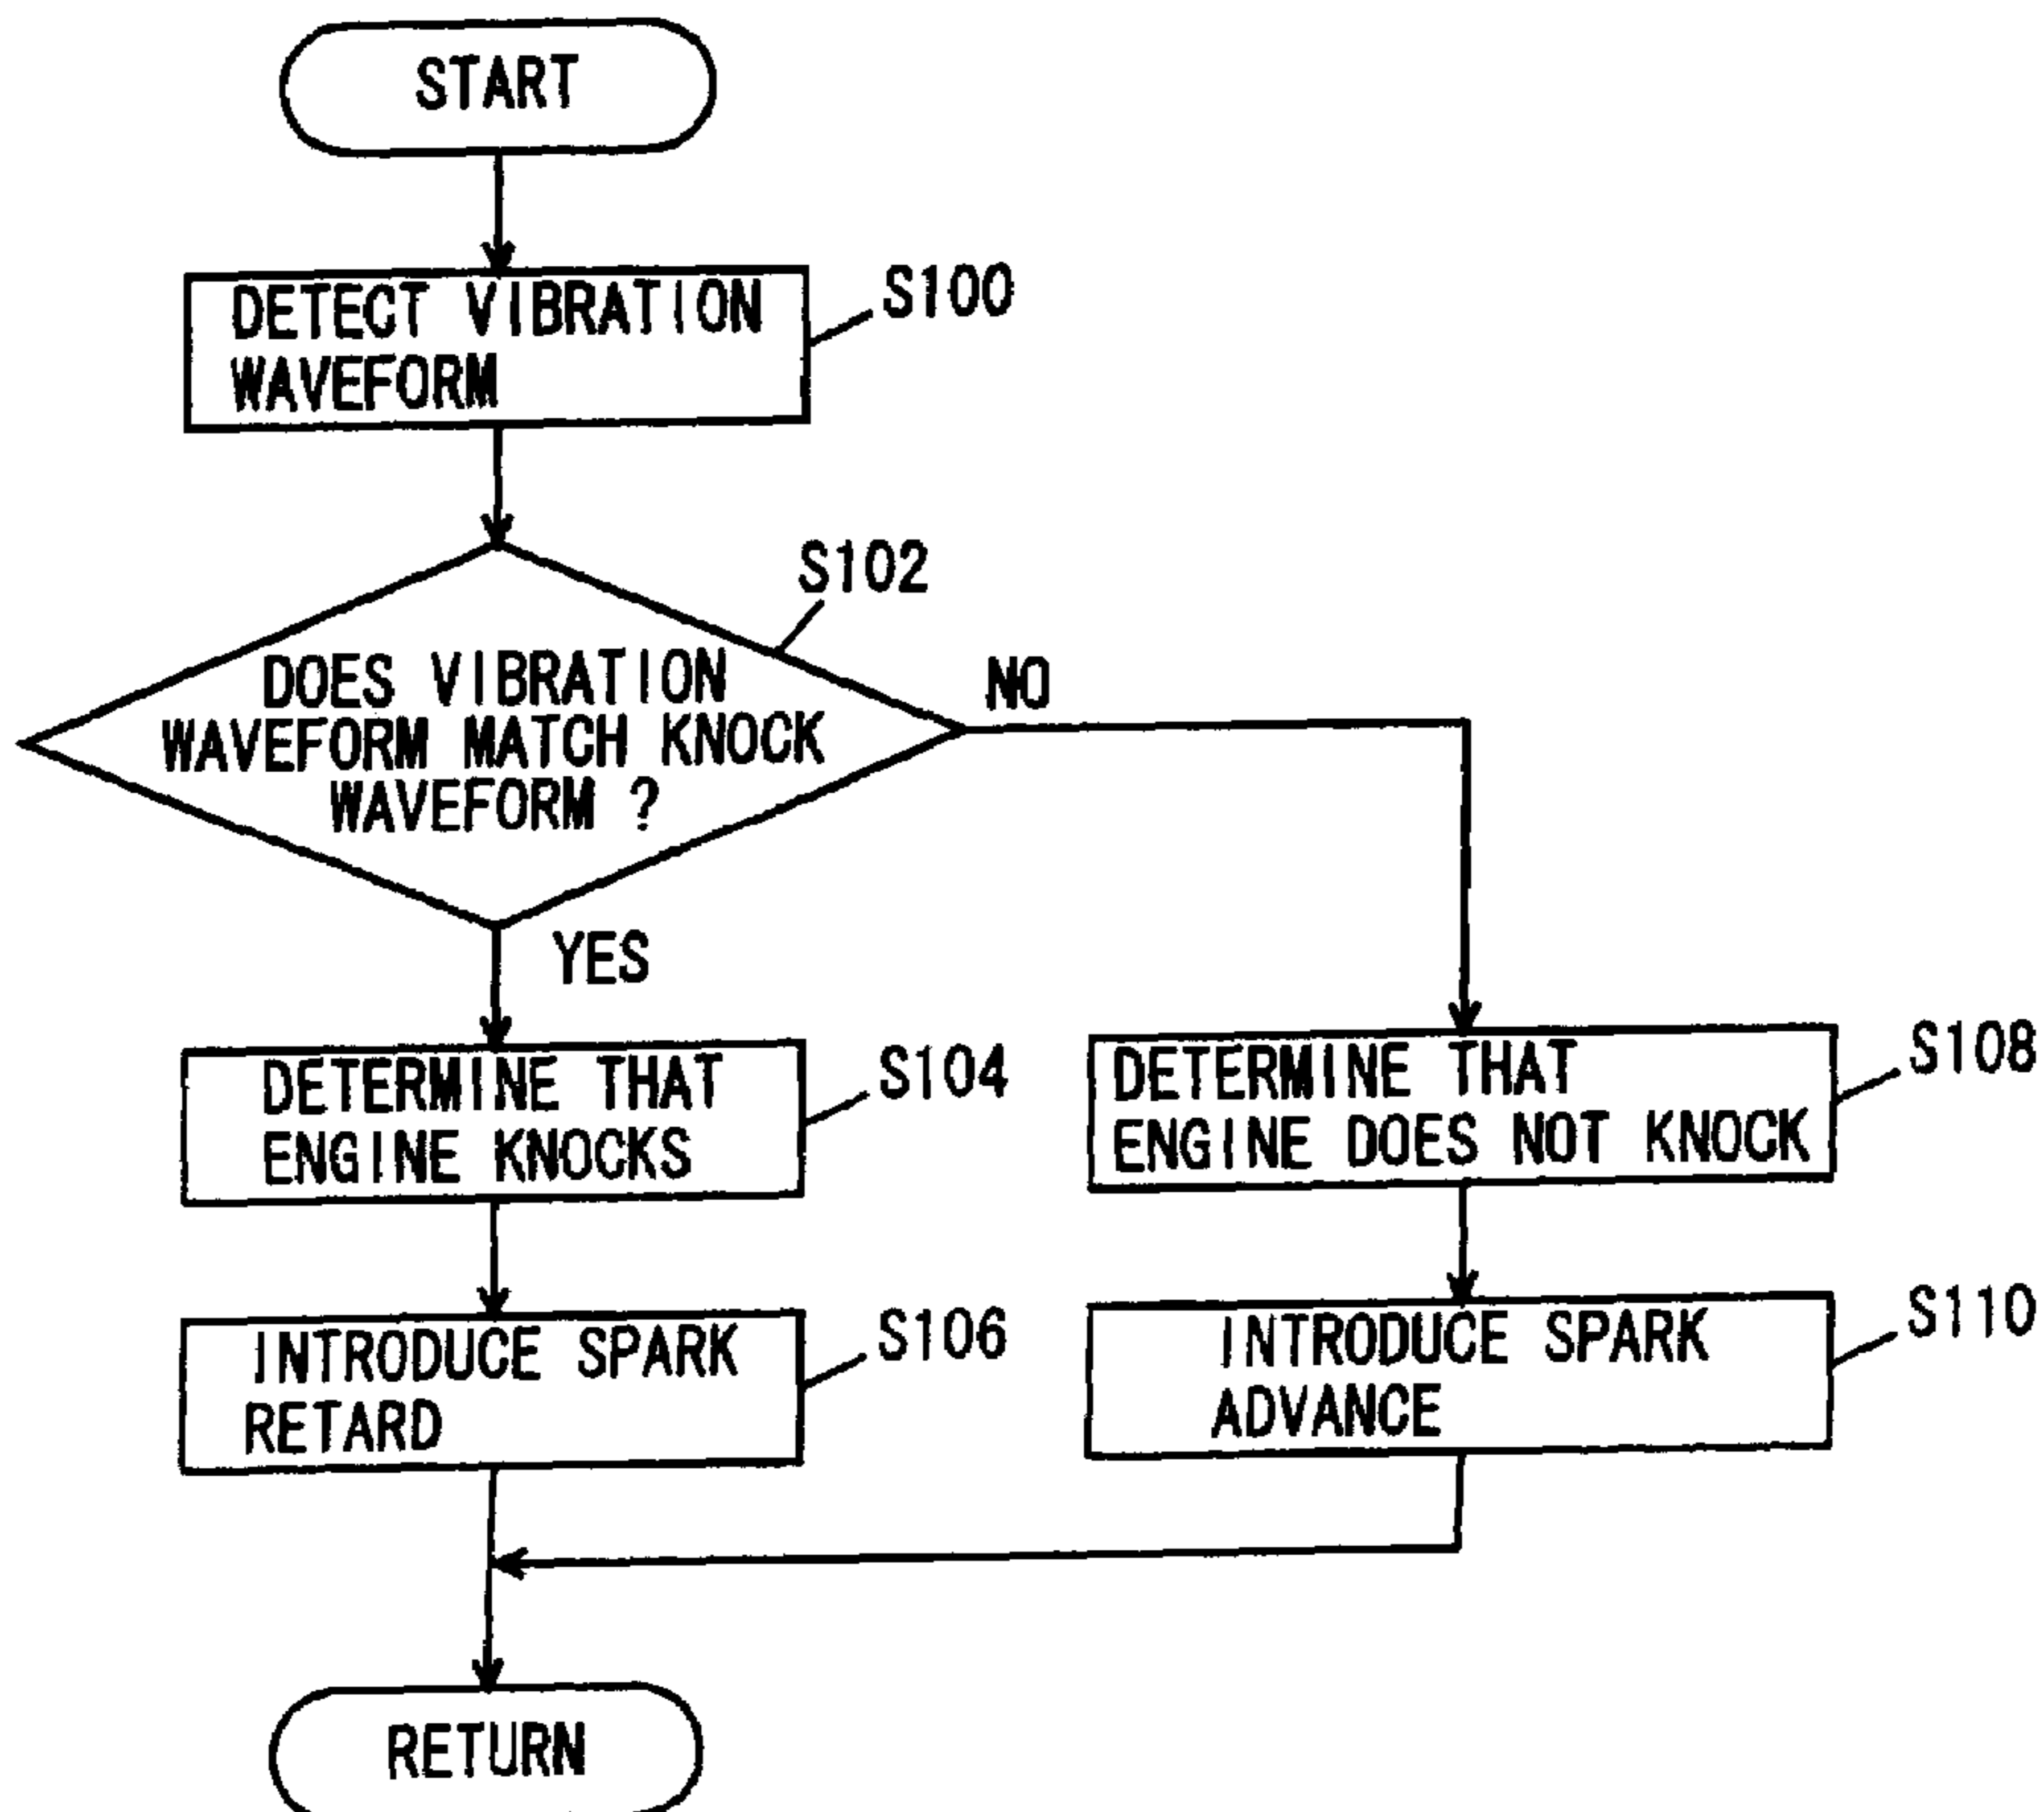 START
DETECT VIBRATION
WAVEFORM
S100
S102
DOES VIBRATION
WAVEFORM MATCH KNOCK
WAVEFORM ?
NO
YES
DETERMINE THAT
ENGINE KNOCKS
S104
DETERMINE THAT
ENGINE DOES NOT KNOCK
S108
INTRODUCE SPARK
RETARD
S106
INTRODUCE SPARK
ADVANCE
S110
RETURN